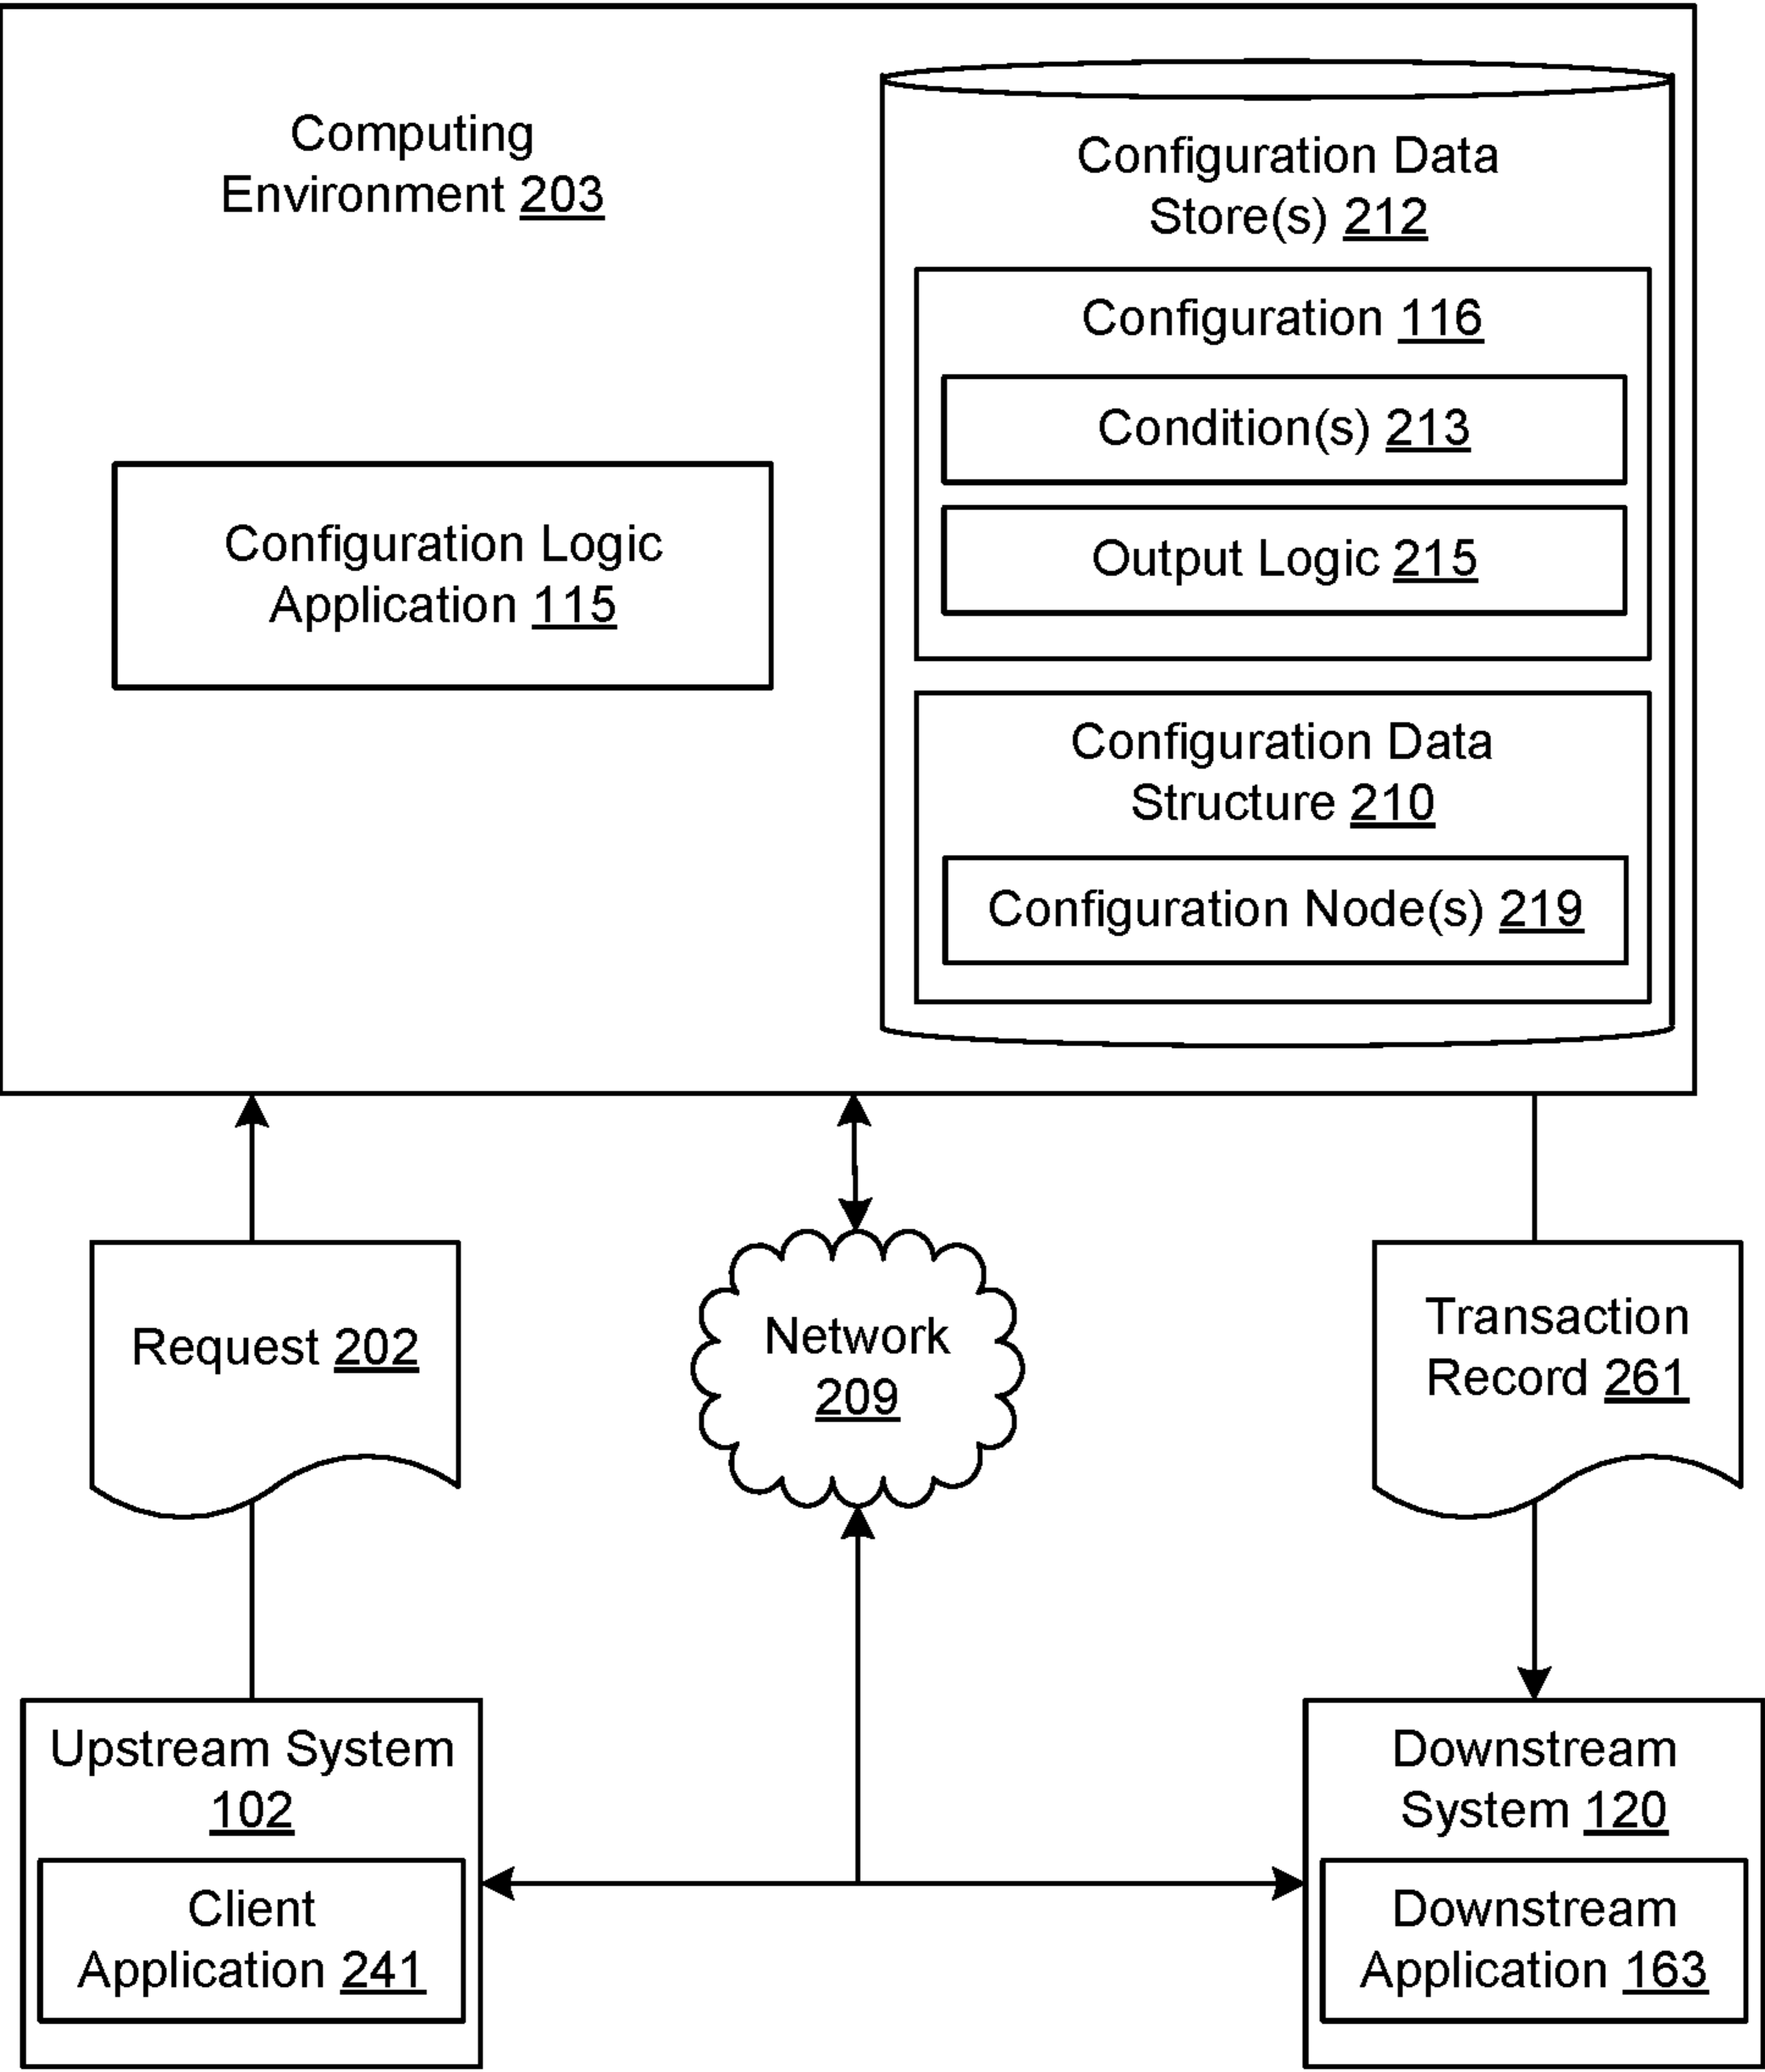 Computing
Environment 203
Configuration Data
Store(s) 212
Configuration 116
Condition(s) 213
Output Logic 215
Configuration Logic
Application 115
Configuration Data
Structure 210
Configuration Node(s) 219
Request 202
Network
209
Transaction
Record 261
Upstream System
102
Client
Application 241
Downstream
System 120
Downstream
Application 163